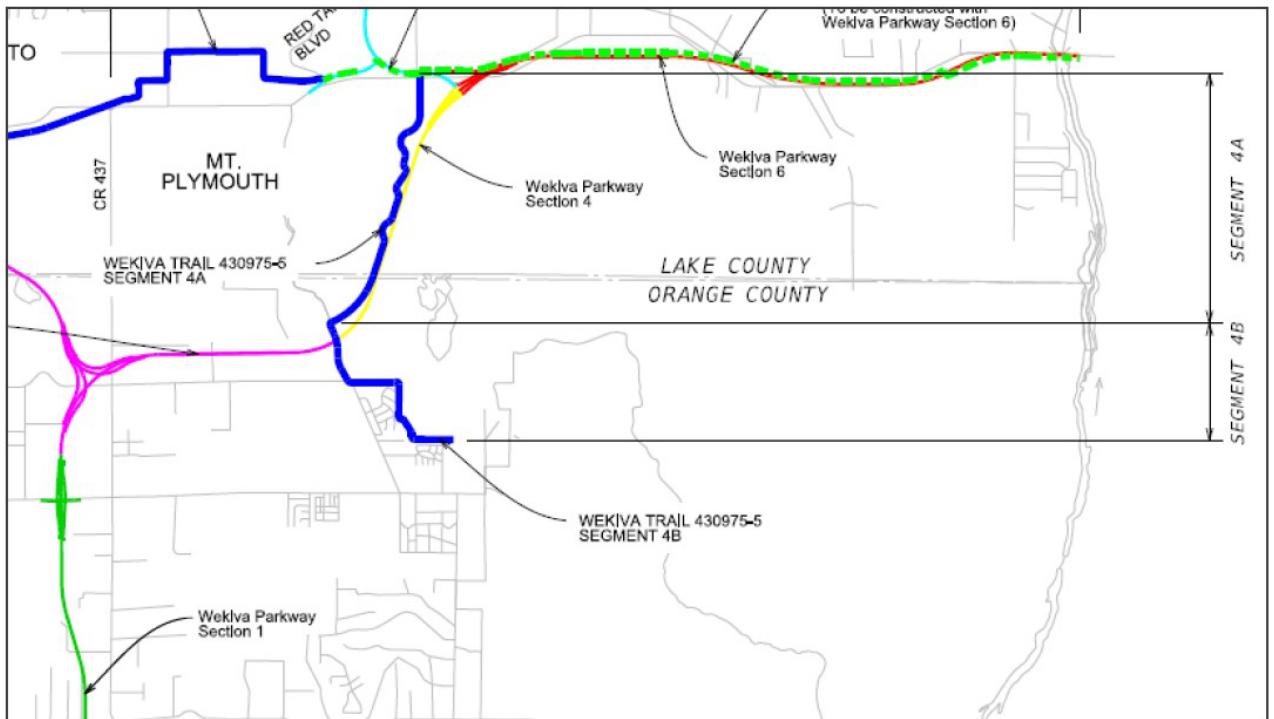 (To be constructed with
Wekiva Parkway Section 6)
TO
RED
BLVD
MT.
PLYMOUTH
CR 437
Wekiva Parkway
Section 6
Wekiva Parkway
Section 4
SEGMENT 4A
WEKIVA TRAIL 430975-5
SEGMENT 4A
LAKE COUNTY
ORANGE COUNTY
SEGMENT 4B
WEKIVA TRAIL 430975-5
SEGMENT 4B
Wekiva Parkway
Section 1